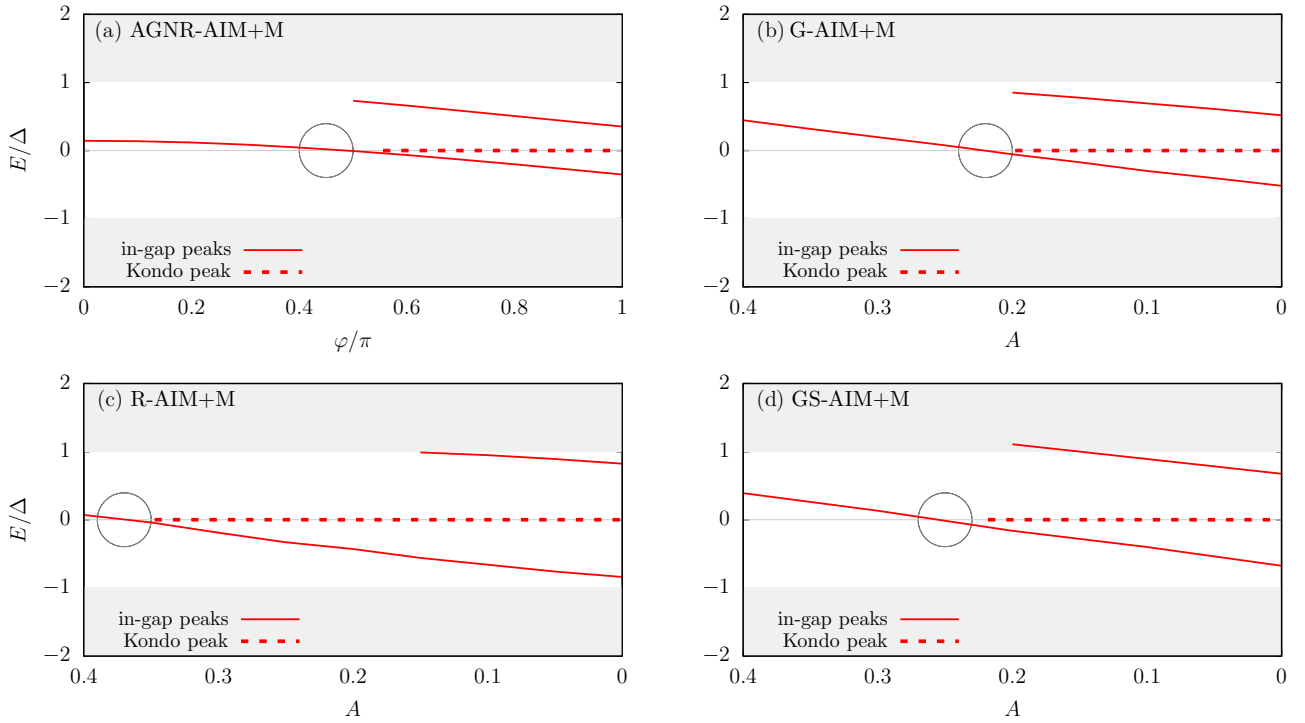 (a) AGNR-AIM+M
2
1
0
−1
−2
E/Δ
in-gap peaks
Kondo peak
0 0.2 0.4 0.6 0.8 1
φ/π
(b) G-AIM+M
2
1
0
−1
−2
in-gap peaks
Kondo peak
0.4 0.3 0.2 0.1 0
A
(c) R-AIM+M
2
1
0
−1
−2
E/Δ
in-gap peaks
Kondo peak
0.4 0.3 0.2 0.1 0
A
(d) GS-AIM+M
2
1
0
−1
−2
in-gap peaks
Kondo peak
0.4 0.3 0.2 0.1 0
A